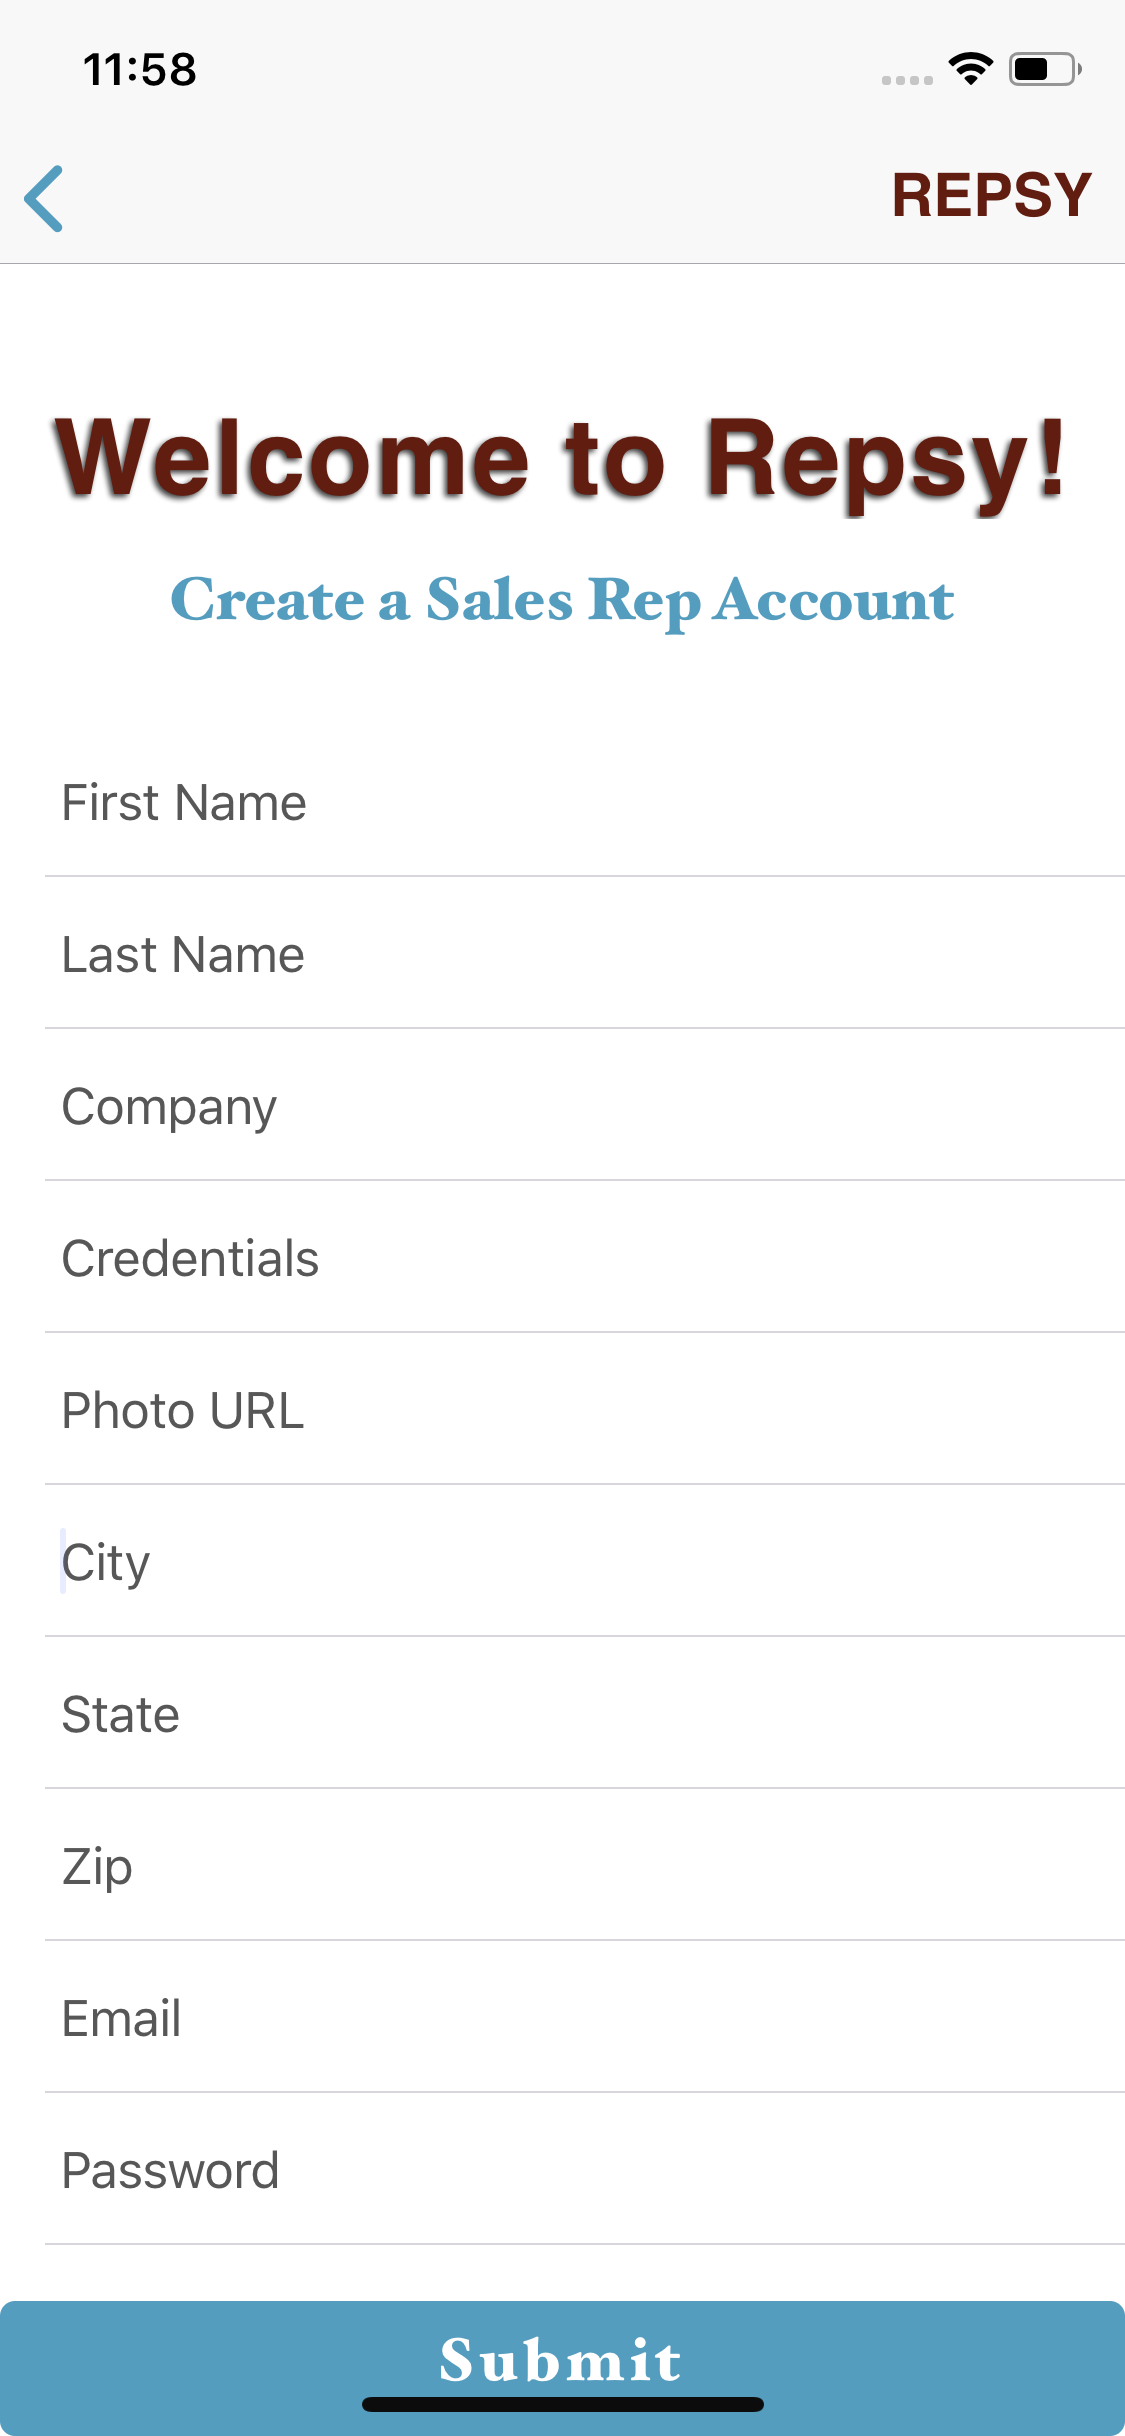 11:58
REPSY
Welcome to Repsy!
Create a Sales Rep Account
First Name
Last Name
Company
Credentials
Photo URL
City
State
Zip
Email
Password
Submit